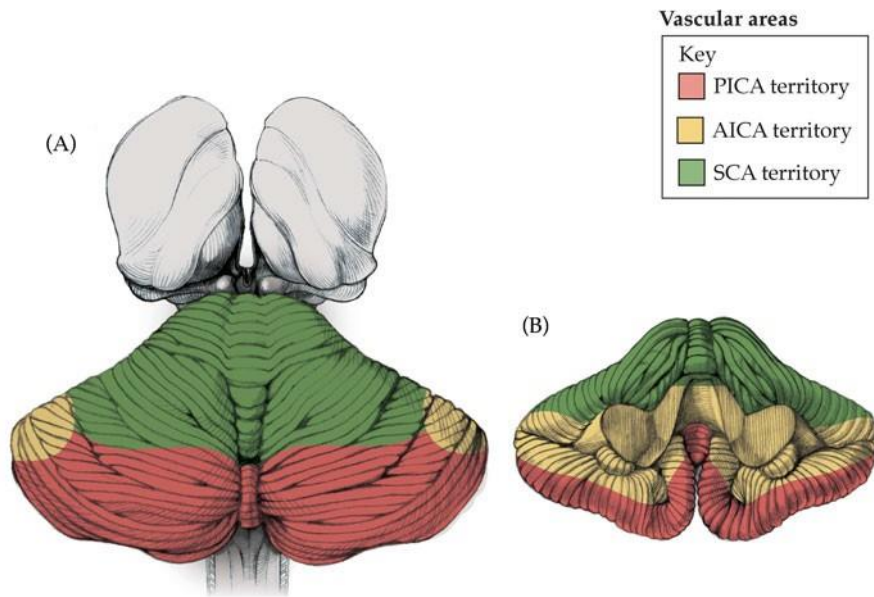 Vascular areas
Key
PICA territory
AICA territory
SCA territory
(A)
(B)